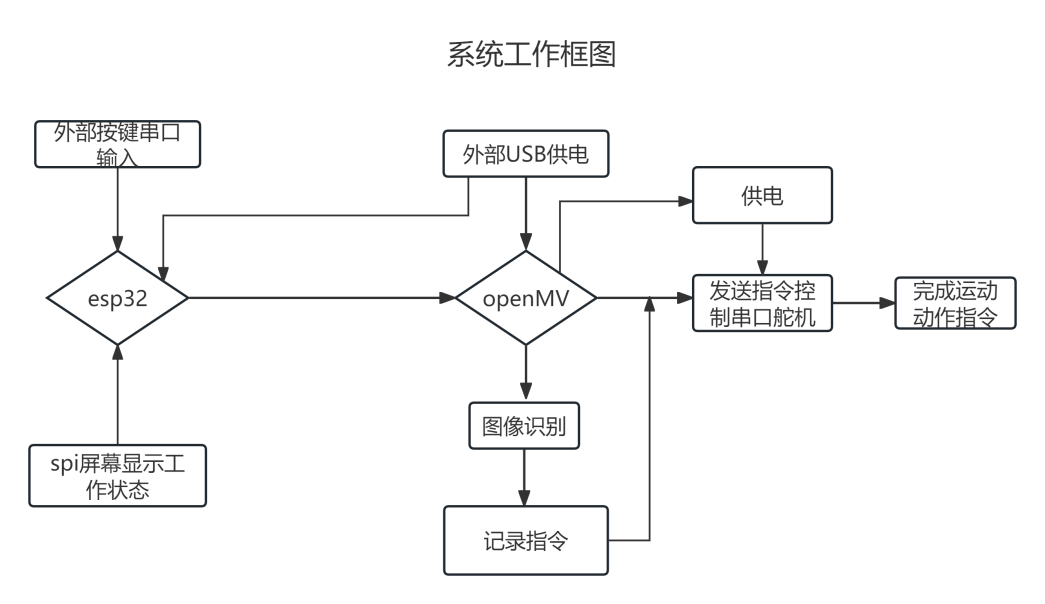 系统工作框图
外部按键串口
输入
外部USB供电
供电
esp32
openMV
发送指令控
制串口舵机
完成运动
动作指令
图像识别
spi屏幕显示工
作状态
记录指令